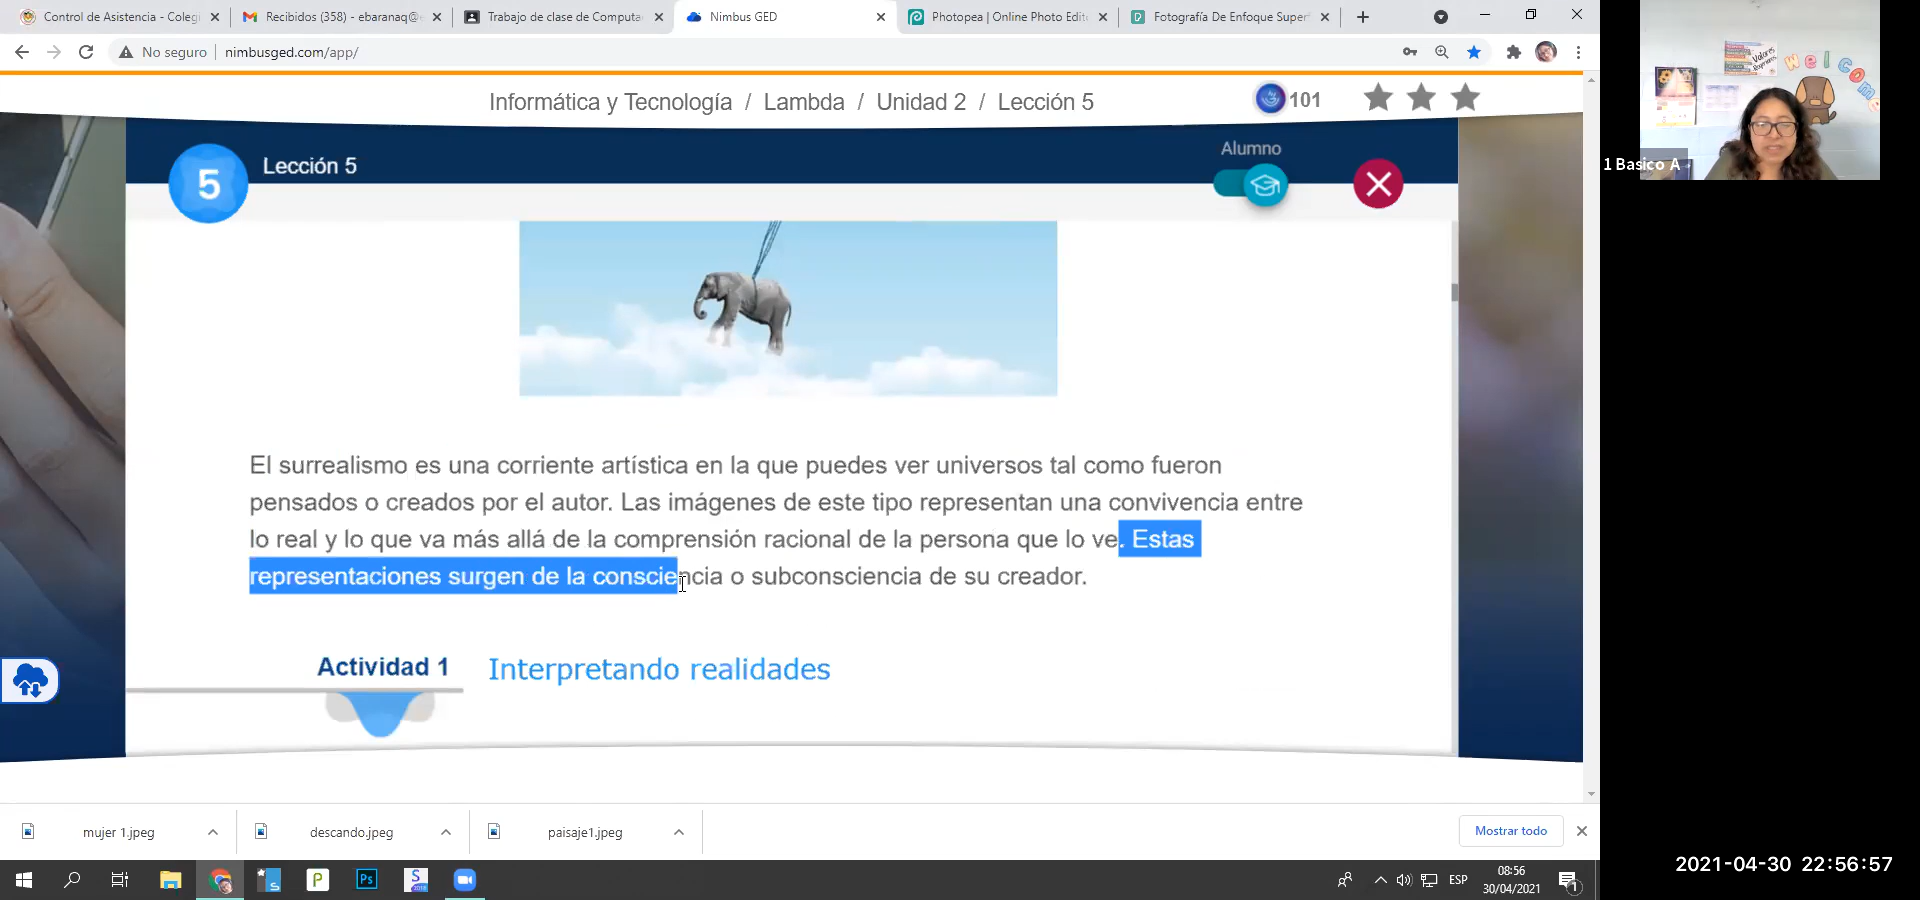 Control de Asistencia - Colegi
Recibidos (358) - ebaranaq@
Trabajo de clase de Computa
Nimbus GED
Photopea | Online Photo Edit
Fotografía De Enfoque Super
No seguro
nimbusged.com/app/
Informática y Tecnología / Lambda / Unidad 2 / Lección 5
101
5
Lección 5
Alumno
El surrealismo es una corriente artística en la que puedes ver universos tal como fueron
pensados o creados por el autor. Las imágenes de este tipo representan una convivencia entre
lo real y lo que va más allá de la comprensión racional de la persona que lo ve. Estas
representaciones surgen de la consciencia o subconsciencia de su creador.
Actividad 1
Interpretando realidades
mujer 1.jpeg
descando.jpeg
paisaje1.jpeg
Mostrar todo
ESP
08:56
30/04/2021
1
Valores
Welcome
1 Basico A
2021-04-30 22:56:57